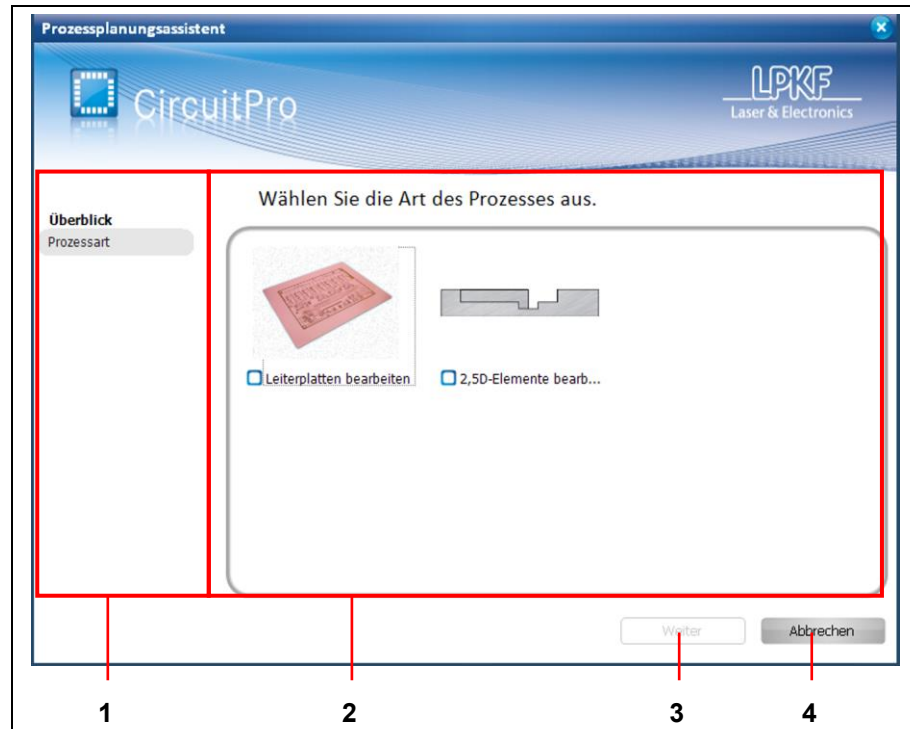 Prozessplanungsassistent
CircuitPro
LPKF
Laser & Electronics
Überblick
Prozessart
Wählen Sie die Art des Prozesses aus.
Leiterplatten bearbeiten
2,5D-Elemente bearb...
Weiter
Abbrechen
1
2
3
4